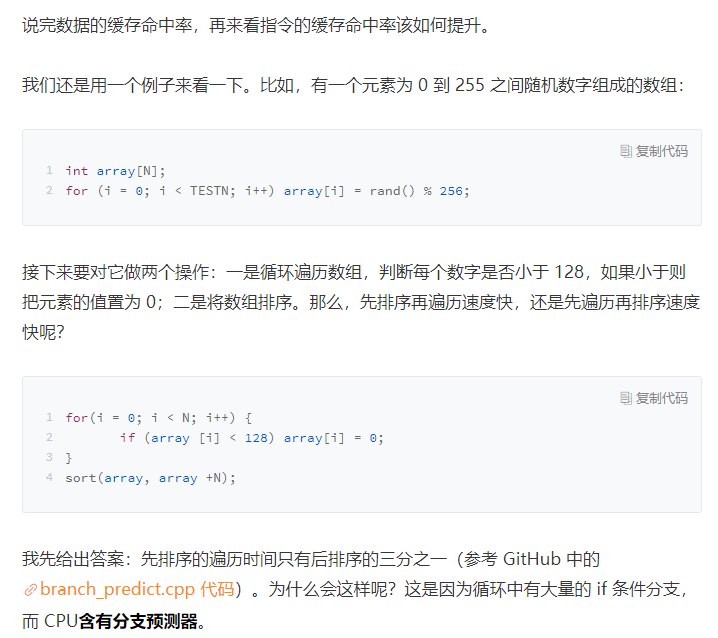 说完数据的缓存命中率，再来看指令的缓存命中率该如何提升。
我们还是用一个例子来看一下。比如，有一个元素为 0 到 255 之间随机数字组成的数组：
复制代码
1 int array[N];
2 for (i = 0; i < TESTN; i++) array[i] = rand() % 256;
接下来要对它做两个操作：一是循环遍历数组，判断每个数字是否小于 128，如果小于则
把元素的值置为 0；二是将数组排序。那么，先排序再遍历速度快，还是先遍历再排序速度
快呢？
复制代码
1 for(i = 0; i < N; i++) {
2 if (array [i] < 128) array[i] = 0;
3 }
4 sort(array, array +N);
我先给出答案：先排序的遍历时间只有后排序的三分之一（参考 GitHub 中的
branch_predict.cpp 代码）。为什么会这样呢？这是因为循环中有大量的 if 条件分支，
而 CPU含有分支预测器。